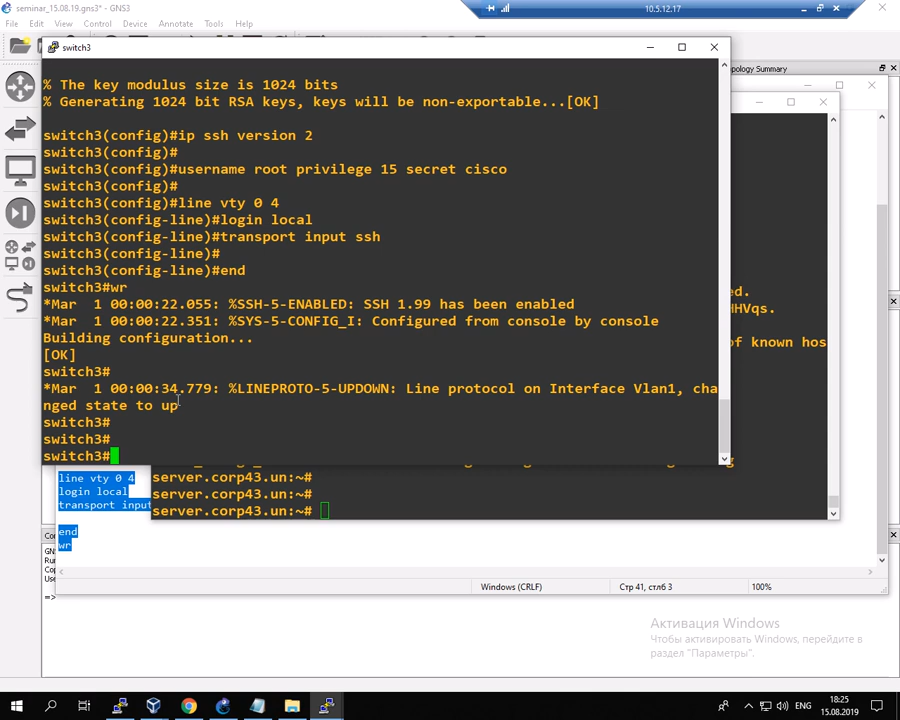 seminar_15.08.19.gns3* - GNS3
10.5.12.17
File Edit View Control Device Annotate Tools Help
switch3
opology Summary
% The key modulus size is 1024 bits
% Generating 1024 bit RSA keys, keys will be non-exportable...[OK]
switch3(config)#ip ssh version 2
switch3(config)#
switch3(config)#username root privilege 15 secret cisco
switch3(config)#
switch3(config)#line vty 0 4
switch3(config-line)#login local
switch3(config-line)#transport input ssh
switch3(config-line)#
switch3(config-line)#end
switch3#wr
*Mar  1 00:00:22.055: %SSH-5-ENABLED: SSH 1.99 has been enabled
*Mar  1 00:00:22.351: %SYS-5-CONFIG_I: Configured from console by console
Building configuration...
[OK]
switch3#
*Mar  1 00:00:34.779: %LINEPROTO-5-UPDOWN: Line protocol on Interface Vlan1, cha
nged state to up
switch3#
switch3#
switch3#
ed.
HHVqs.
of known hos
line vty 0 4
login local
transport input
end
wr
server.corp43.un:~#
server.corp43.un:~#
server.corp43.un:~#
Co
GN
Ru
Co
Use
=>
Windows (CRLF)
Стр 41, стлб 3
100%
Активация Windows
Чтобы активировать Windows, перейдите в
раздел "Параметры".
ENG
18:25
15.08.2019